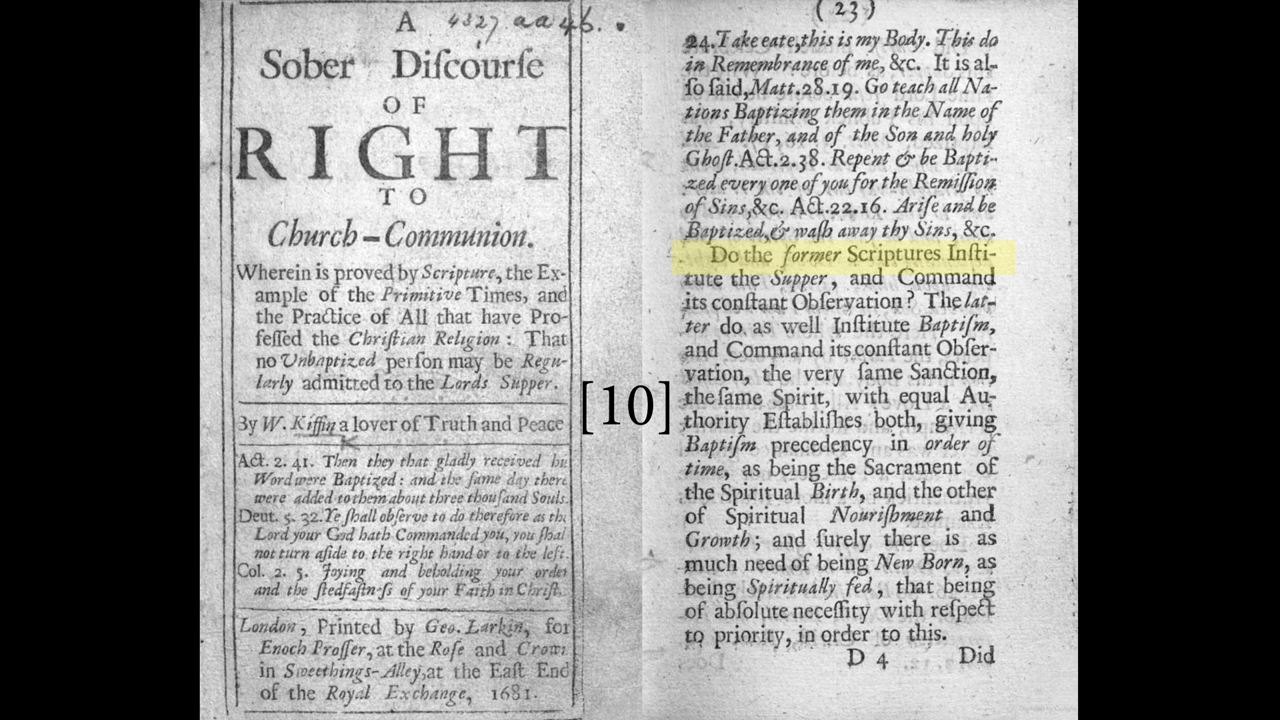 A 4327 aa 46.
Sober Diſcourſe
OF
RIGHT
TO
Church-Communion.
Wherein is proved by Scripture, the Ex-
ample of the Primitive Times, and
the Practice of All that have Pro-
feſſed the Chriſtian Religion: That
no Unbaptized perſon may be Regu-
larly admitted to the Lords Supper.
By W. Kiffin a lover of Truth and Peace
Act. 2. 41. Then they that gladly received
Word were Baptized: and the ſame day there
were added to them about three thouſand Souls.
Deut. 5. 32. Ye ſhall obſerve to do therefore as
Lord your God hath Commanded you, you ſhal
not turn aſide to the right hand or to the left.
Col. 2. 5. Joying and beholding your order
and the ſtedfaſtneſs of your Faith in Chriſt.
London, Printed by Geo. Larkin, for
Enoch Proſſer, at the Roſe and Crown
in Sweethings-Alley, at the Eaſt End
of the Royal Exchange, 1681.
[10]
(23)
24. Take eate, this is my Body. This do
in Remembrance of me, &c. It is al-
ſo ſaid, Matt. 28. 19. Go teach all Na-
tions Baptizing them in the Name of
the Father, and of the Son and holy
Ghoſt. Act. 2. 38. Repent & be Bapti-
zed every one of you for the Remiſſion
of Sins, &c. Act. 22. 16. Ariſe and be
Baptized, & waſh away thy Sins, &c.
Do the former Scriptures Inſti-
tute the Supper, and Command
its conſtant Obſervation? The lat-
ter do as well Inſtitute Baptiſm,
and Command its conſtant Obſer-
vation, the very ſame Sanction,
the ſame Spirit, with equal Au-
thority Eſtabliſhes both, giving
Baptiſm precedency in order of
time, as being the Sacrament of
the Spiritual Birth, and the other
of Spiritual Nouriſhment and
Growth; and ſurely there is as
much need of being New Born, as
being Spiritually fed, that being
of abſolute neceſſity with reſpect
to priority, in order to this.
D 4 Did